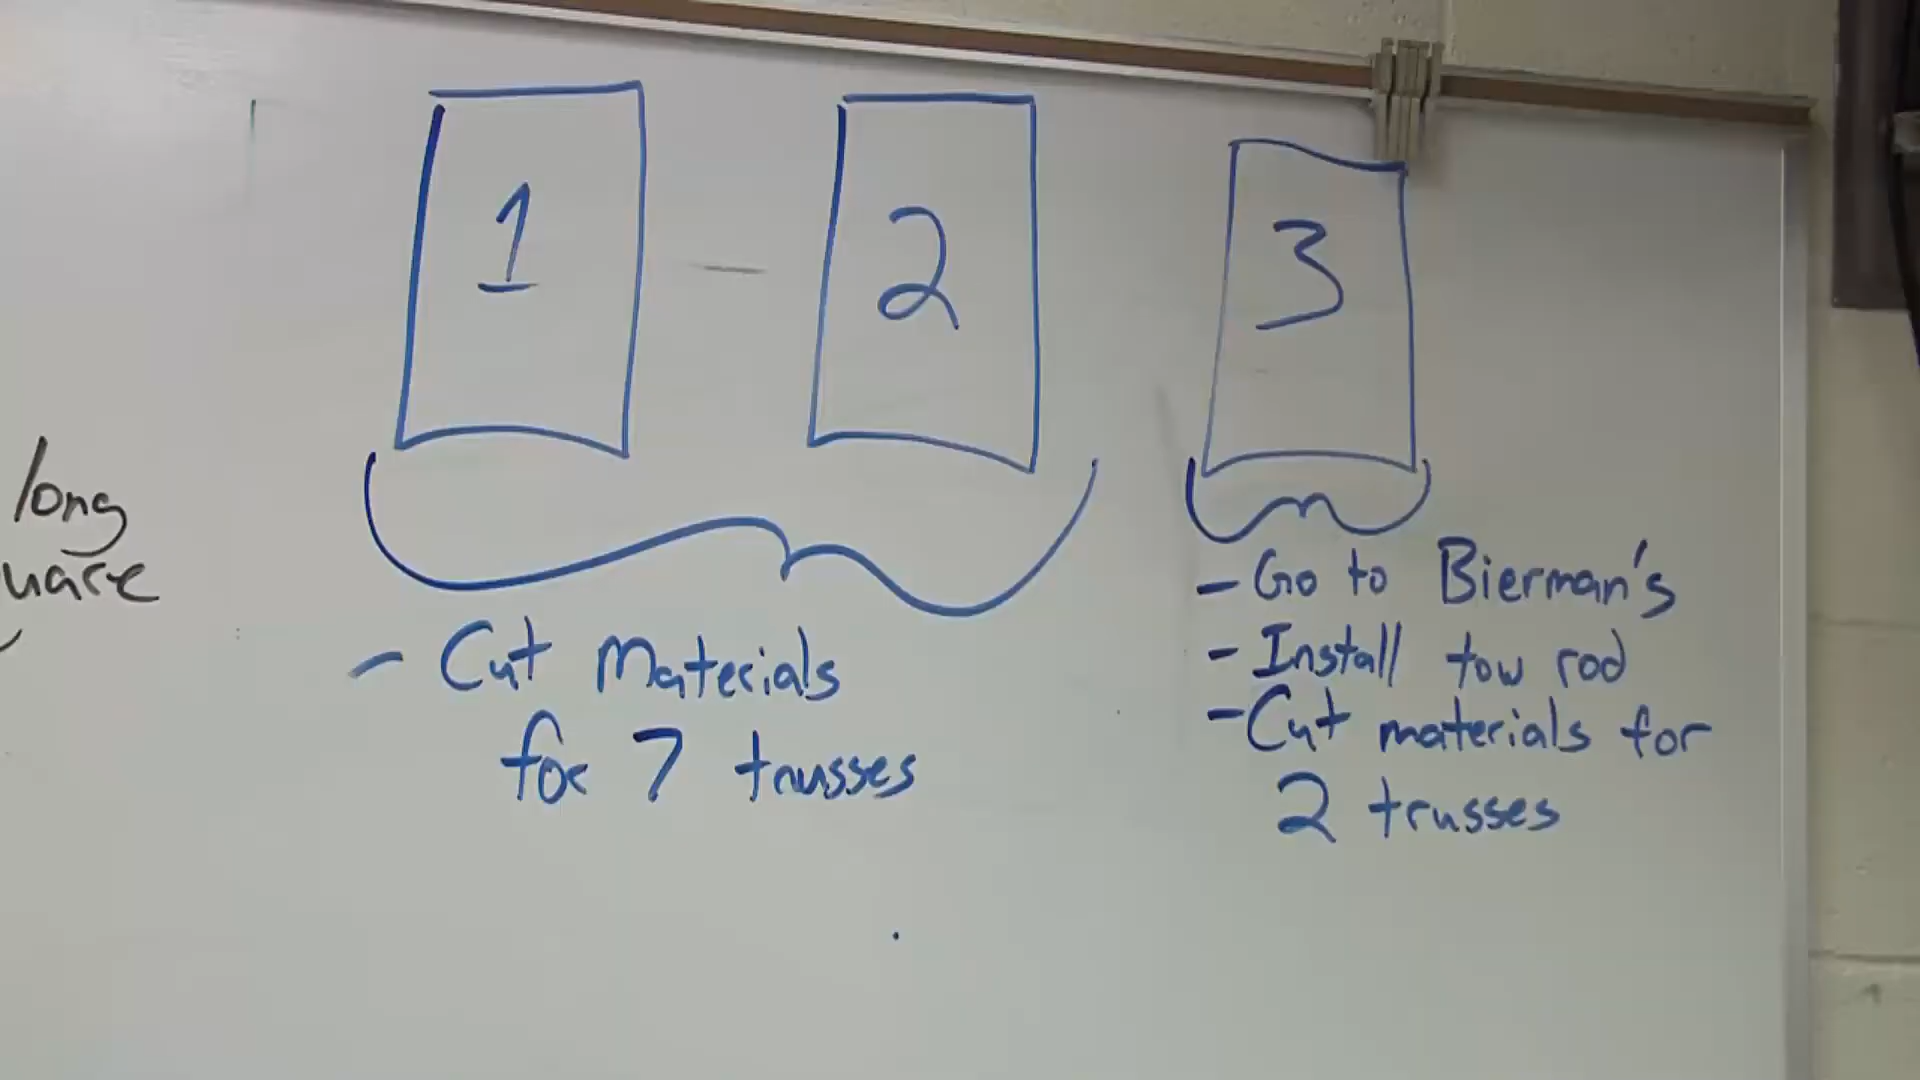 1
2
3
long
- Cut Materials
for 7 trusses
- Go to Bierman's
- Install tow rod
- Cut materials for
2 trusses